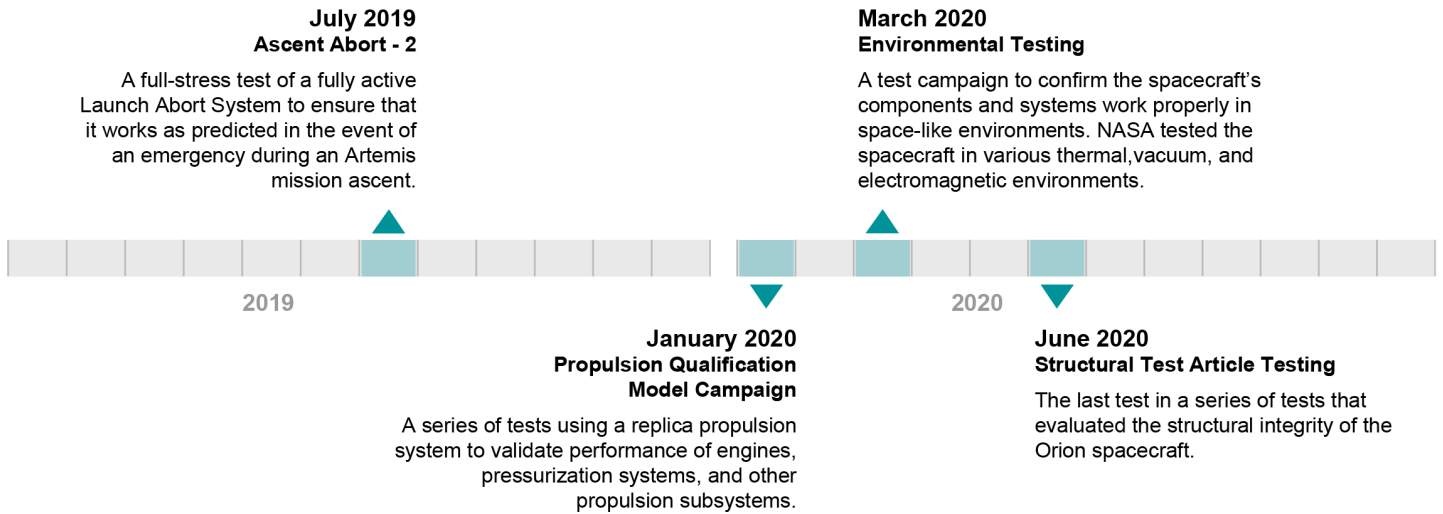 July 2019
Ascent Abort - 2
A full-stress test of a fully active
Launch Abort System to ensure that
it works as predicted in the event of
an emergency during an Artemis
mission ascent.
March 2020
Environmental Testing
A test campaign to confirm the spacecraft’s
components and systems work properly in
space-like environments. NASA tested the
spacecraft in various thermal,vacuum, and
electromagnetic environments.
2019
2020
January 2020
Propulsion Qualification
Model Campaign
A series of tests using a replica propulsion
system to validate performance of engines,
pressurization systems, and other
propulsion subsystems.
June 2020
Structural Test Article Testing
The last test in a series of tests that
evaluated the structural integrity of the
Orion spacecraft.